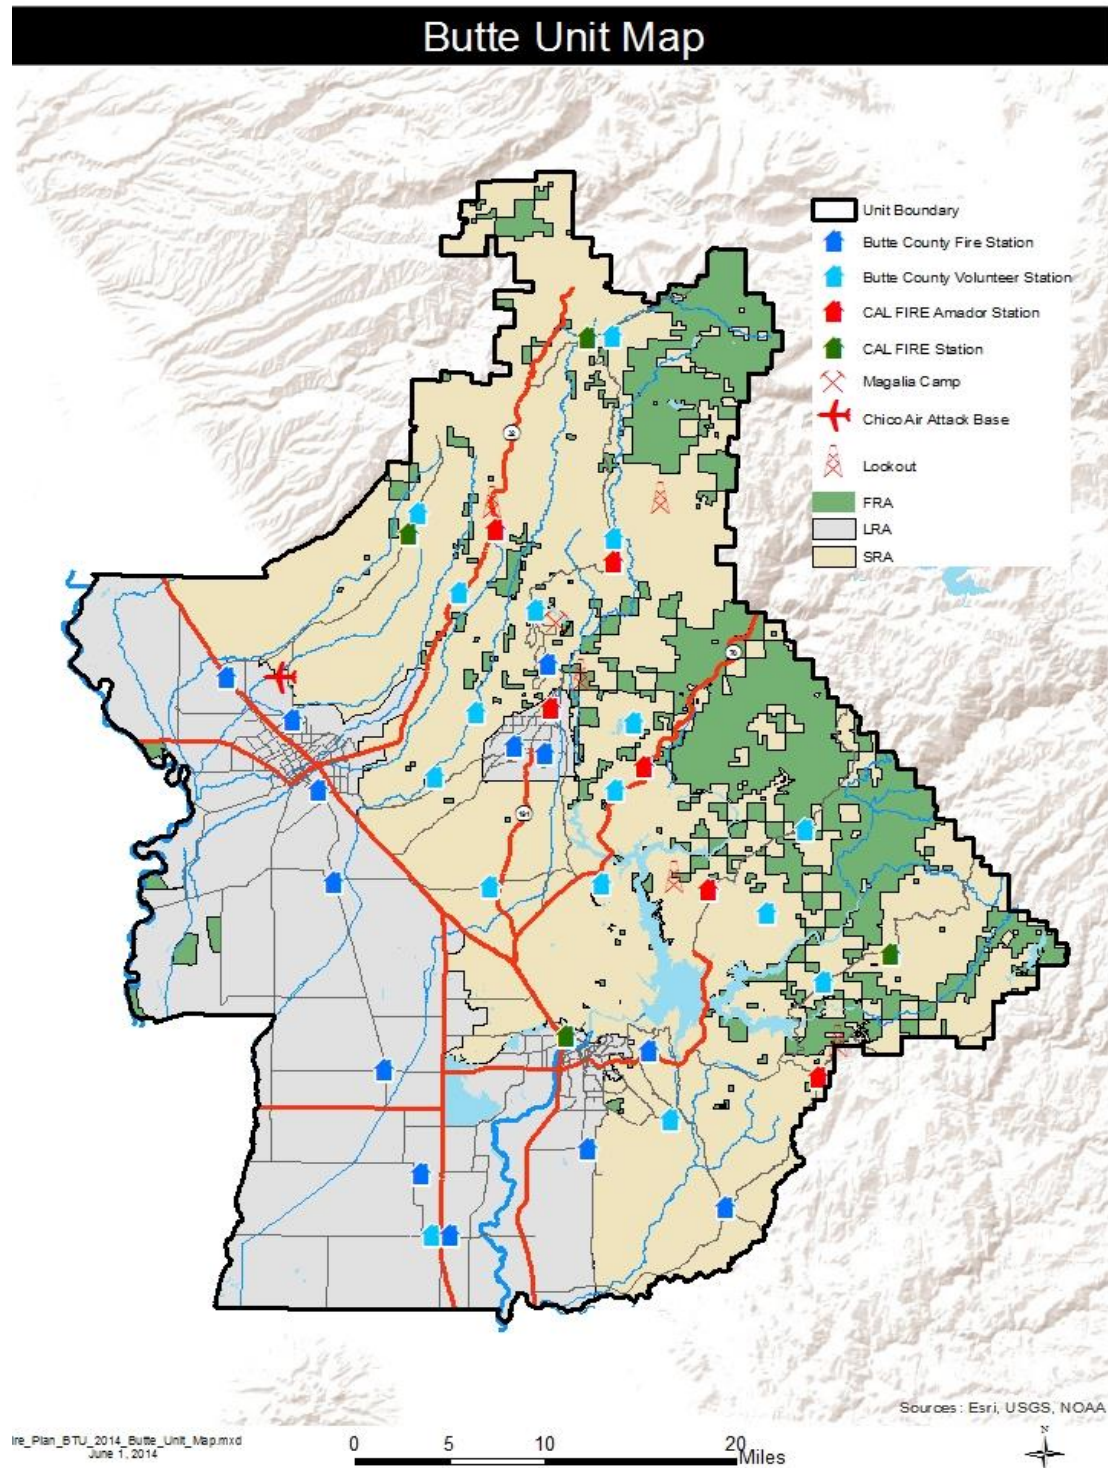 Butte Unit Map
Unit Boundary
Butte County Fire Station
Butte County Volunteer Station
CAL FIRE Amador Station
CAL FIRE Station
Magalia Camp
Chico Air Attack Base
Lookout
FRA
LRA
SRA
32
70
191
Sources: Esri, USGS, NOAA
ire_Plan_BTU_2014_Butte_Unit_Map.mxd
June 1, 2014
0 5 10 20 Miles
N